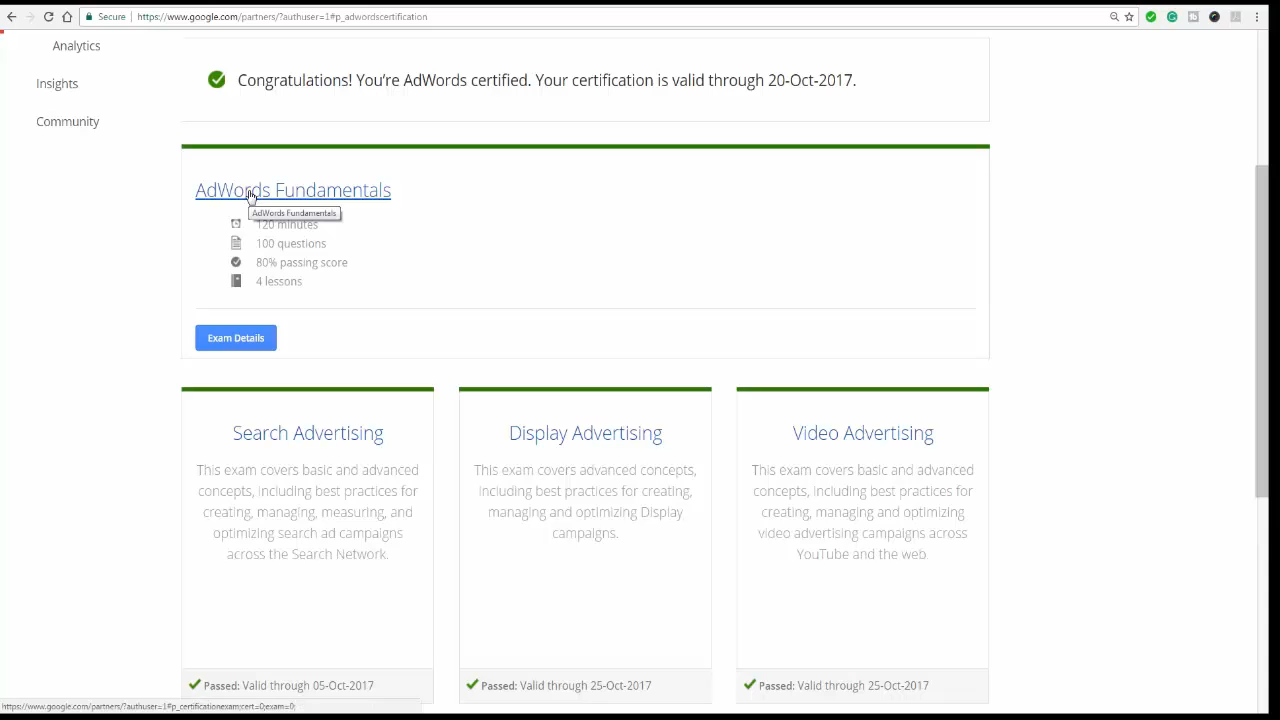 Secure
https://www.google.com/partners/?authuser=1#p_adwordscertification
Analytics
Insights
Community
Congratulations! You're AdWords certified. Your certification is valid through 20-Oct-2017.
AdWords Fundamentals
AdWords Fundamentals
120 minutes
100 questions
80% passing score
4 lessons
Exam Details
Search Advertising
This exam covers basic and advanced
concepts, including best practices for
creating, managing, measuring, and
optimizing search ad campaigns
across the Search Network.
Passed: Valid through 05-Oct-2017
Display Advertising
This exam covers advanced concepts,
including best practices for creating,
managing and optimizing Display
campaigns.
Passed: Valid through 25-Oct-2017
Video Advertising
This exam covers basic and advanced
concepts, including best practices for
creating, managing and optimizing
video advertising campaigns across
YouTube and the web.
Passed: Valid through 25-Oct-2017
https://www.google.com/partners/?authuser=1#p_certificationexam;cert=0;exam=0;